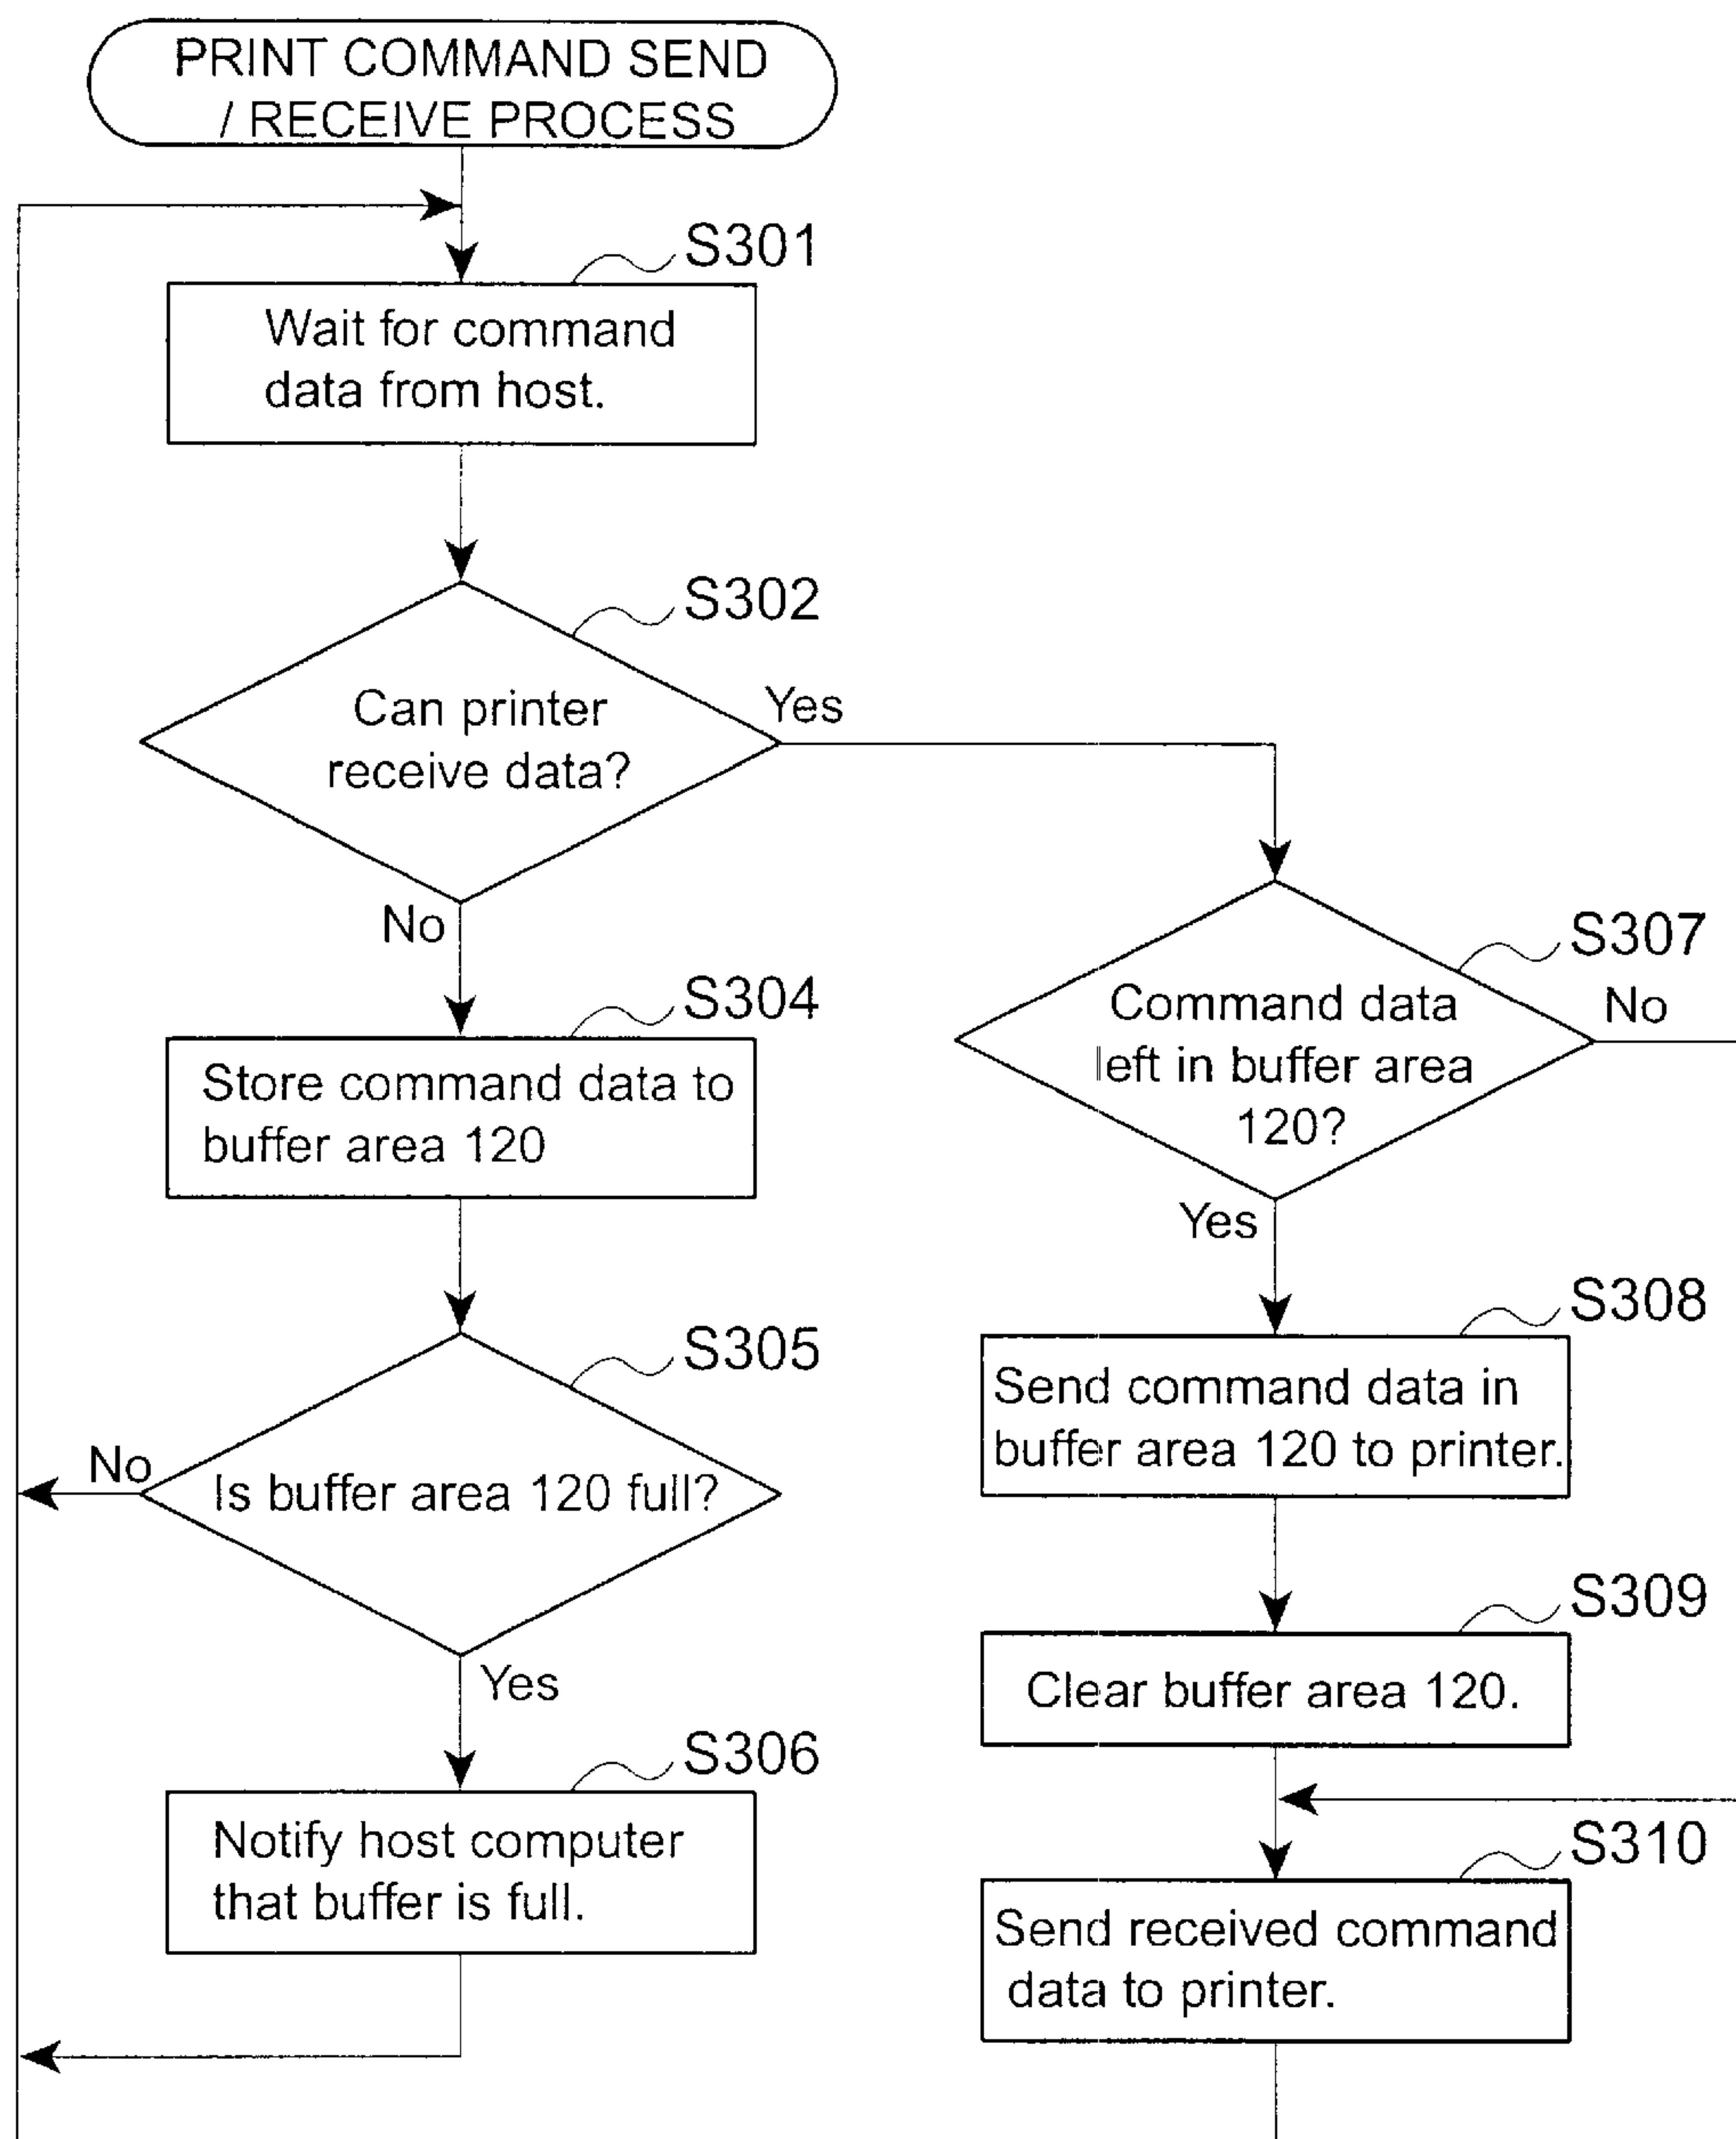 PRINT COMMAND SEND
/ RECEIVE PROCESS
S301
Wait for command
data from host.
S302
Can printer
receive data?
Yes
No
S304
Store command data to
buffer area 120
S305
Is buffer area 120 full?
No
Yes
S306
Notify host computer
that buffer is full.
S307
Command data
left in buffer area
120?
No
Yes
S308
Send command data in
buffer area 120 to printer.
S309
Clear buffer area 120.
S310
Send received command
data to printer.